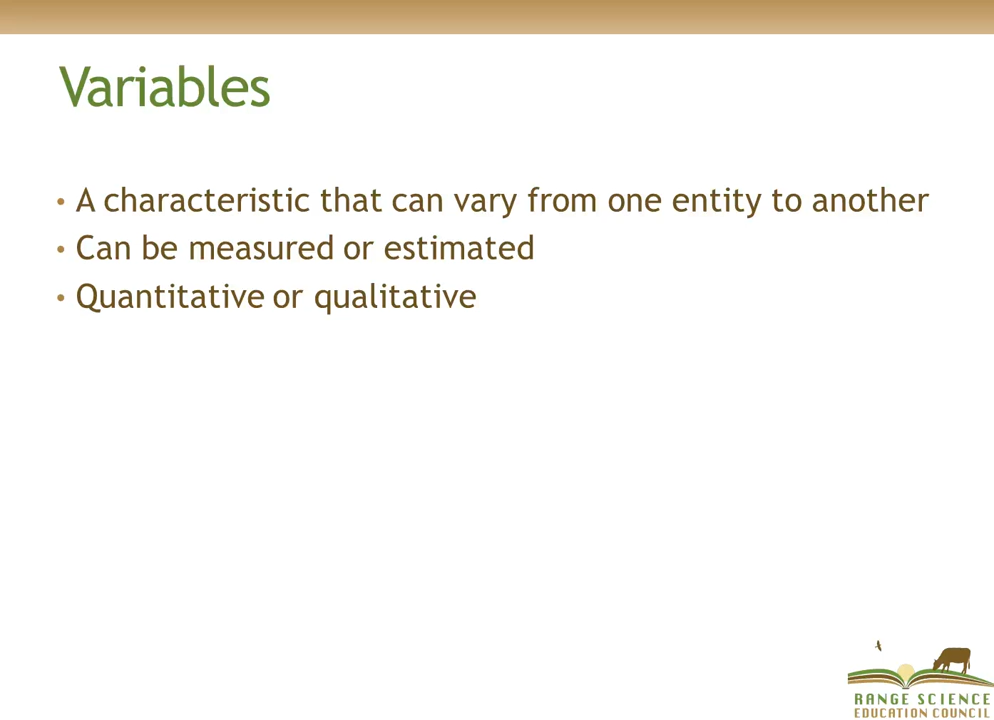 Variables
• A characteristic that can vary from one entity to another
• Can be measured or estimated
• Quantitative or qualitative
RANGE SCIENCE
EDUCATION COUNCIL